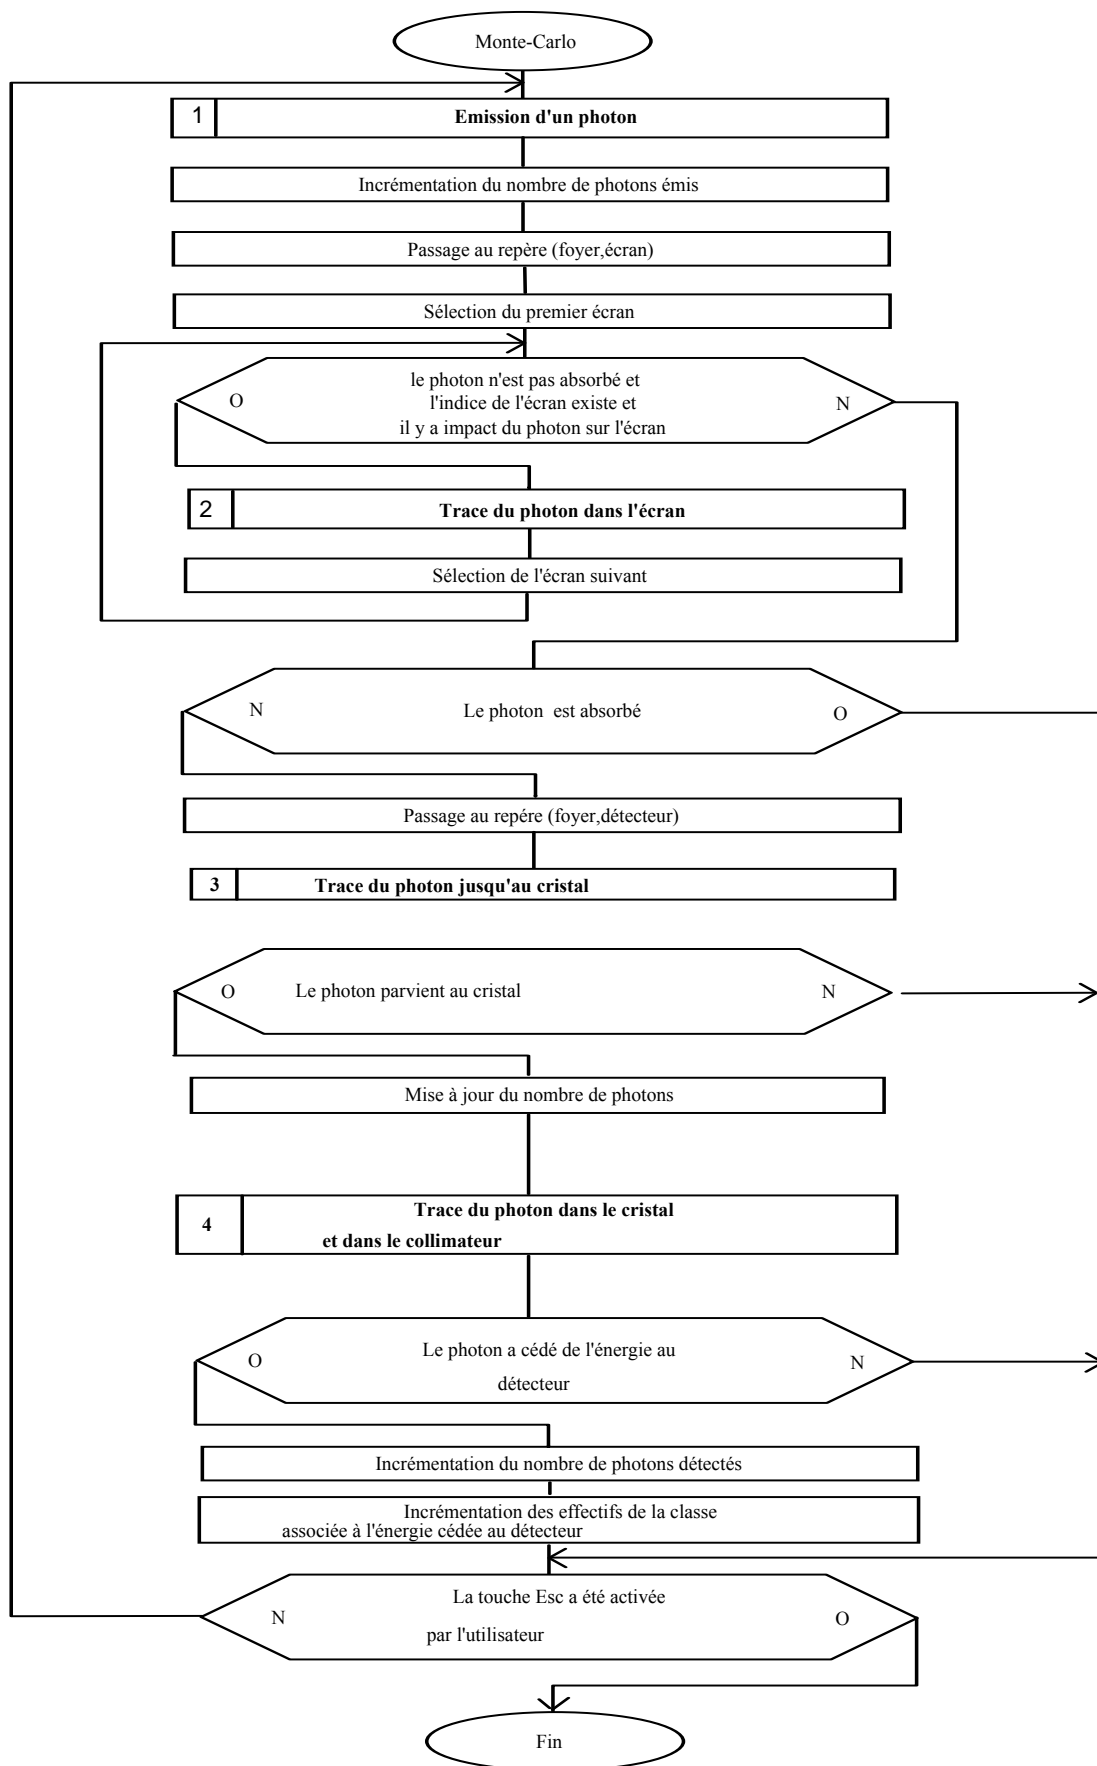 Monte-Carlo
1
Emission d'un photon
Incrémentation du nombre de photons émis
Passage au repère (foyer,écran)
Sélection du premier écran
le photon n'est pas absorbé et
O
l'indice de l'écran existe et
N
il y a impact du photon sur l'écran
2
Trace du photon dans l'écran
Sélection de l'écran suivant
N
Le photon est absorbé
O
Passage au repére (foyer,détecteur)
3
Trace du photon jusqu'au cristal
O
Le photon parvient au cristal
N
Mise à jour du nombre de photons
4
Trace du photon dans le cristal
et dans le collimateur
O
Le photon a cédé de l'énergie au
N
détecteur
Incrémentation du nombre de photons détectés
Incrémentation des effectifs de la classe
associée à l'énergie cédée au détecteur
La touche Esc a été activée
N
O
par l'utilisateur
Fin